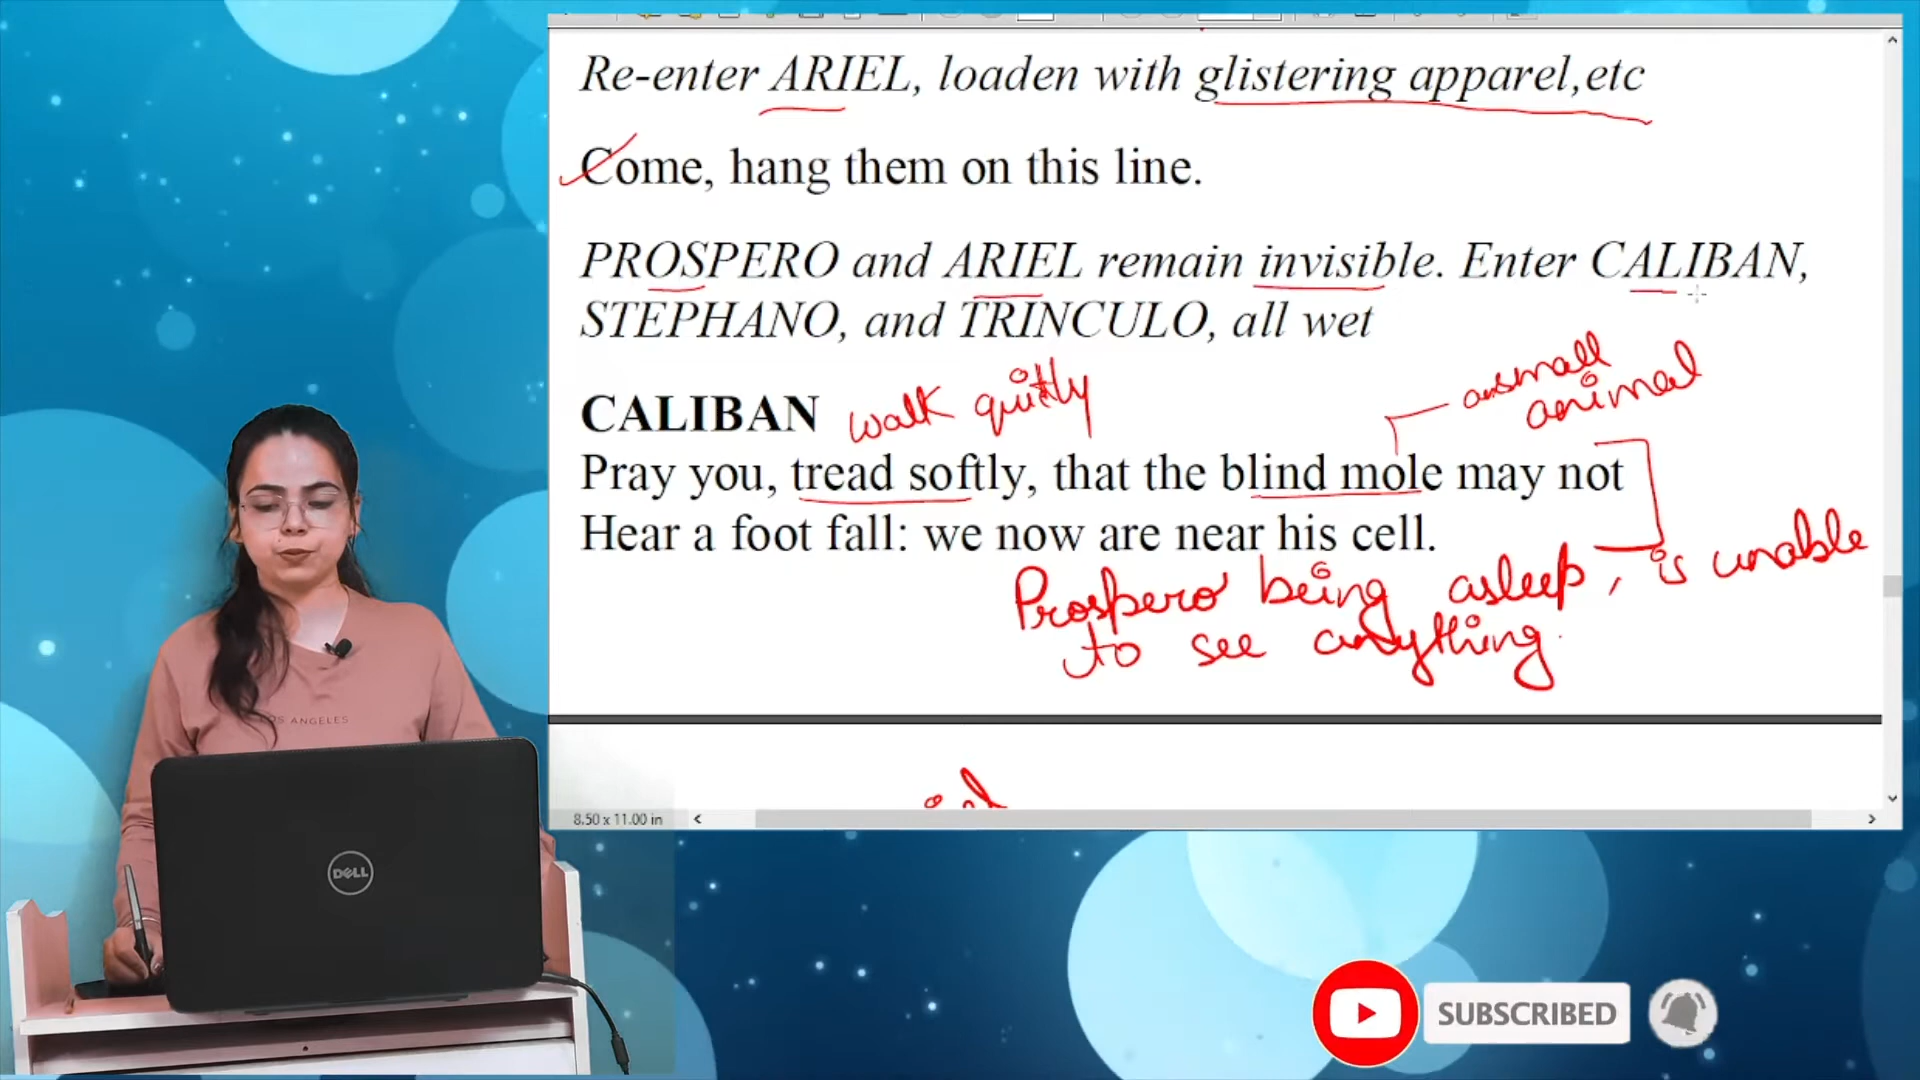 Re-enter ARIEL, loaden with glistering apparel,etc
Come, hang them on this line.
PROSPERO and ARIEL remain invisible. Enter CALIBAN,
STEPHANO, and TRINCULO, all wet
a small
animal
CALIBAN walk quitly
Pray you, tread softly, that the blind mole may not
Hear a foot fall: we now are near his cell.
Prospero being asleep, is unable
to see anything.
8.50 x 11.00 in
LOS ANGELES
DELL
SUBSCRIBED